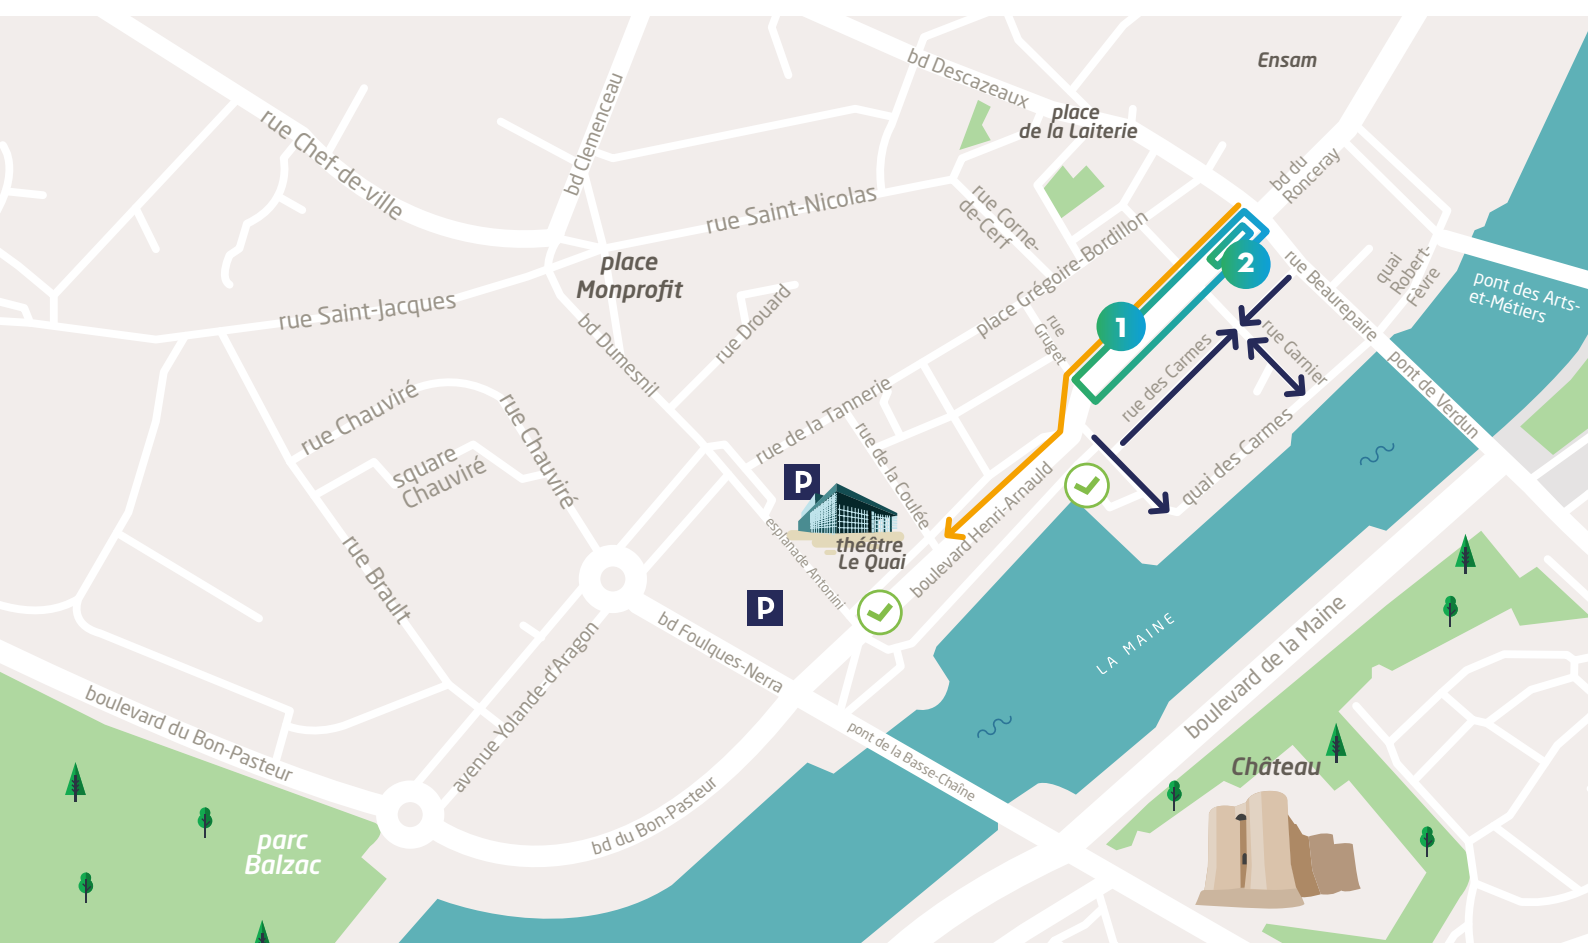 Ensam
bd Descazeaux
place
de la Laiterie
rue Chef-de-ville
bd Clemenceau
bd du
Ronceray
rue Saint-Nicolas
rue Corne-
de-Cerf
place Grégoire-Bordillon
place
Monprofit
rue Saint-Jacques
rue Drouard
bd Dumesnil
rue
Gruget
1
2
rue Beaurepaire
quai
Robert-
Fèvre
pont des Arts-
et-Métiers
rue des Carmes
rue Garnier
pont de Verdun
quai des Carmes
rue Chauviré
rue Chauviré
square
Chauviré
rue de la Tannerie
rue de la Coulée
P
théâtre
Le Quai
esplanade Antonini
boulevard Henri-Arnauld
P
rue Brault
bd Foulques-Nerra
avenue Yolande-d'Aragon
LA MAINE
boulevard de la Maine
boulevard du Bon-Pasteur
pont de la Basse-Chaîne
bd du Bon-Pasteur
Château
parc
Balzac